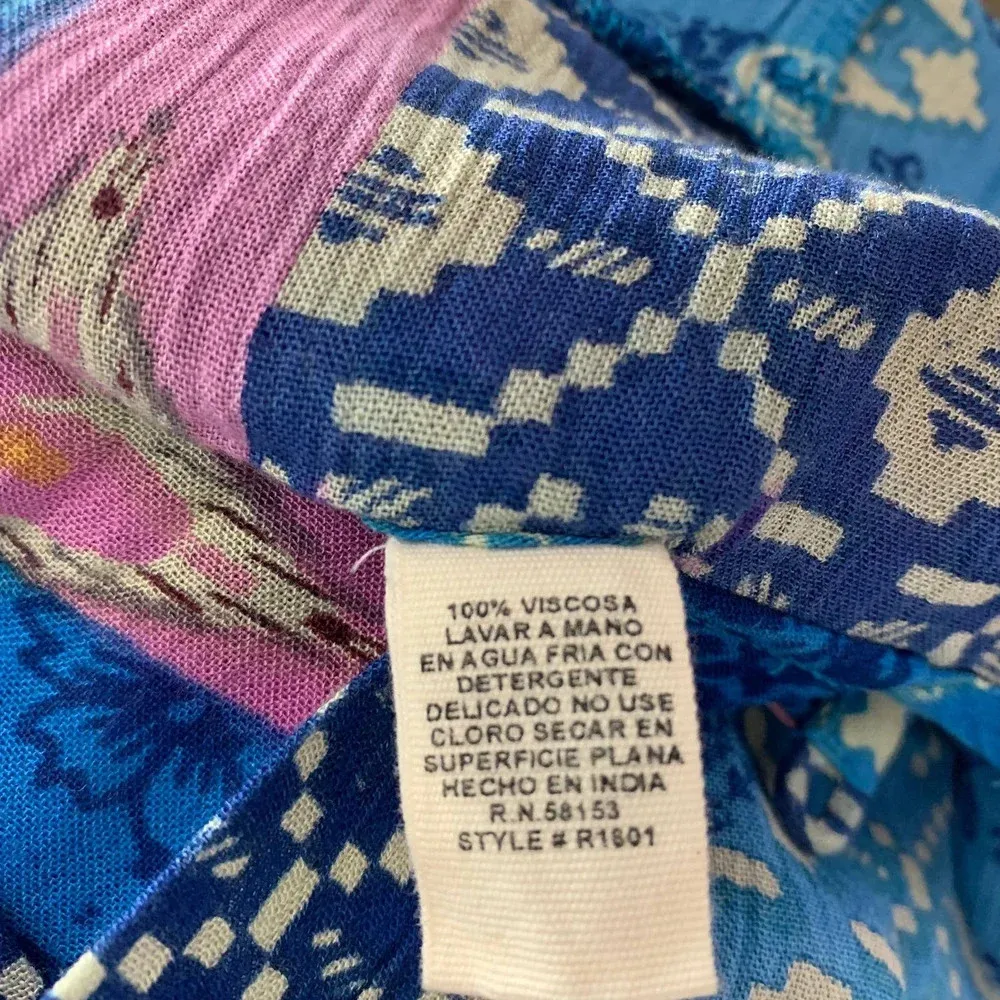 100% VISCOSA
LAVAR A MANO
EN AGUA FRIA CON
DETERGENTE
DELICADO NO USE
CLORO SECAR EN
SUPERFICIE PLANA
HECHO EN INDIA
R.N.58153
STYLE # R1601